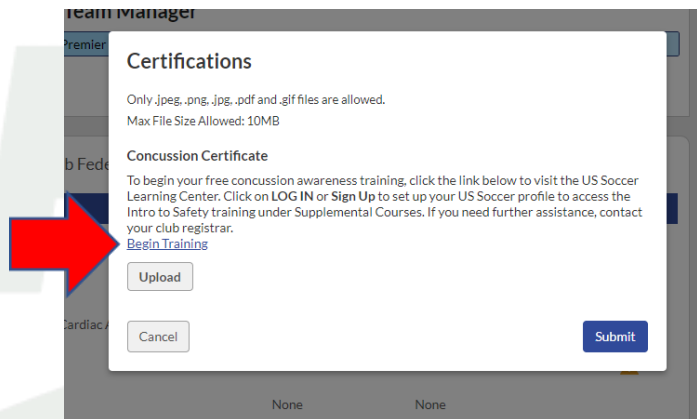 Team Manager
Premier
Certifications
Only .jpeg, .png, .jpg, .pdf and .gif files are allowed.
Max File Size Allowed: 10MB
b Fede
Concussion Certificate
To begin your free concussion awareness training, click the link below to visit the US Soccer
Learning Center. Click on LOG IN or Sign Up to set up your US Soccer profile to access the
Intro to Safety training under Supplemental Courses. If you need further assistance, contact
your club registrar.
Begin Training
Upload
Cardiac A
Cancel
Submit
None
None